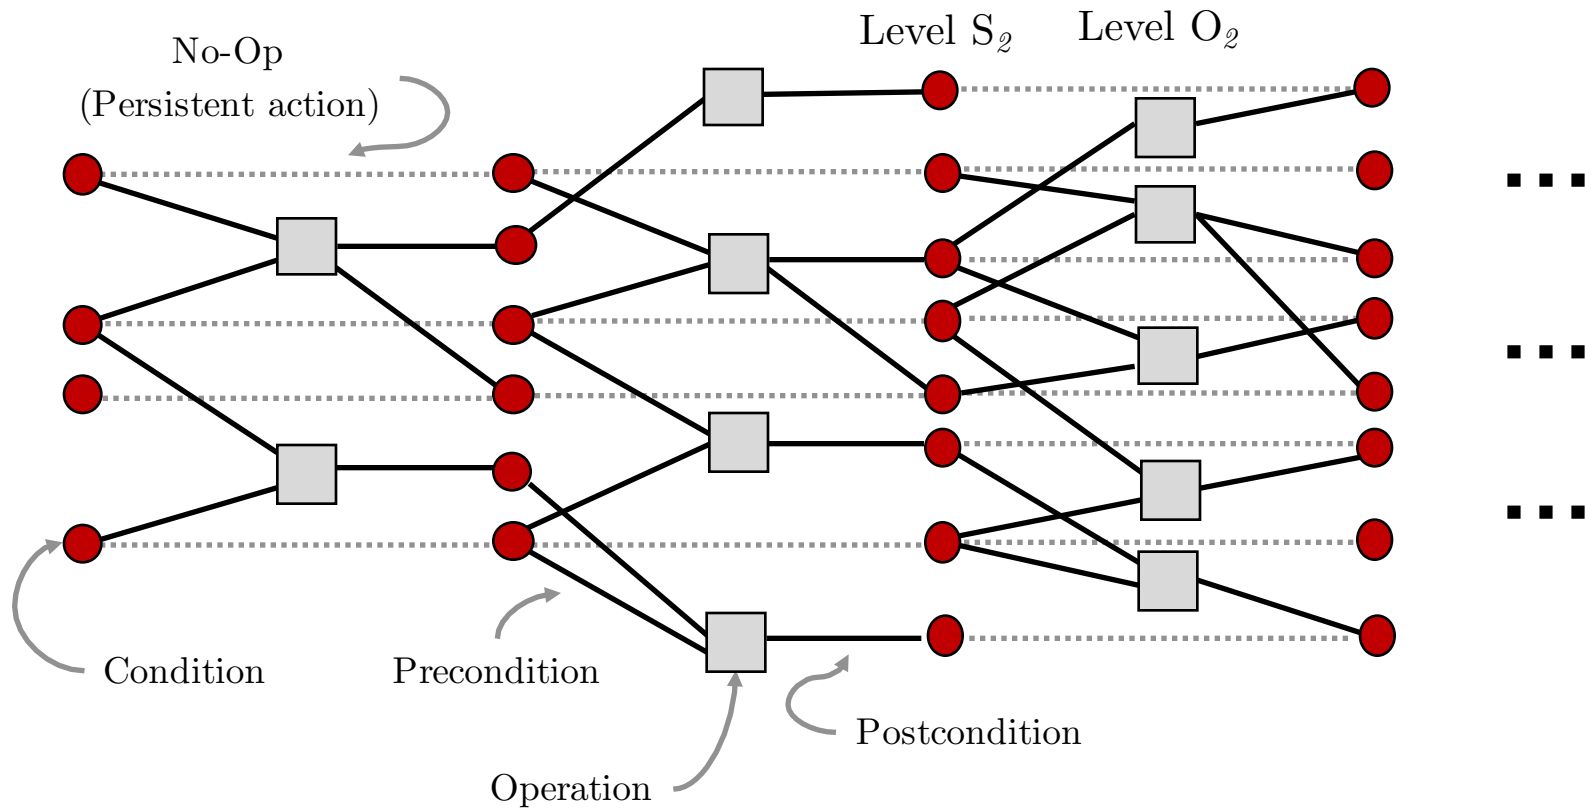 Level S2
Level O2
No-Op
(Persistent action)
Condition
Precondition
Postcondition
Operation